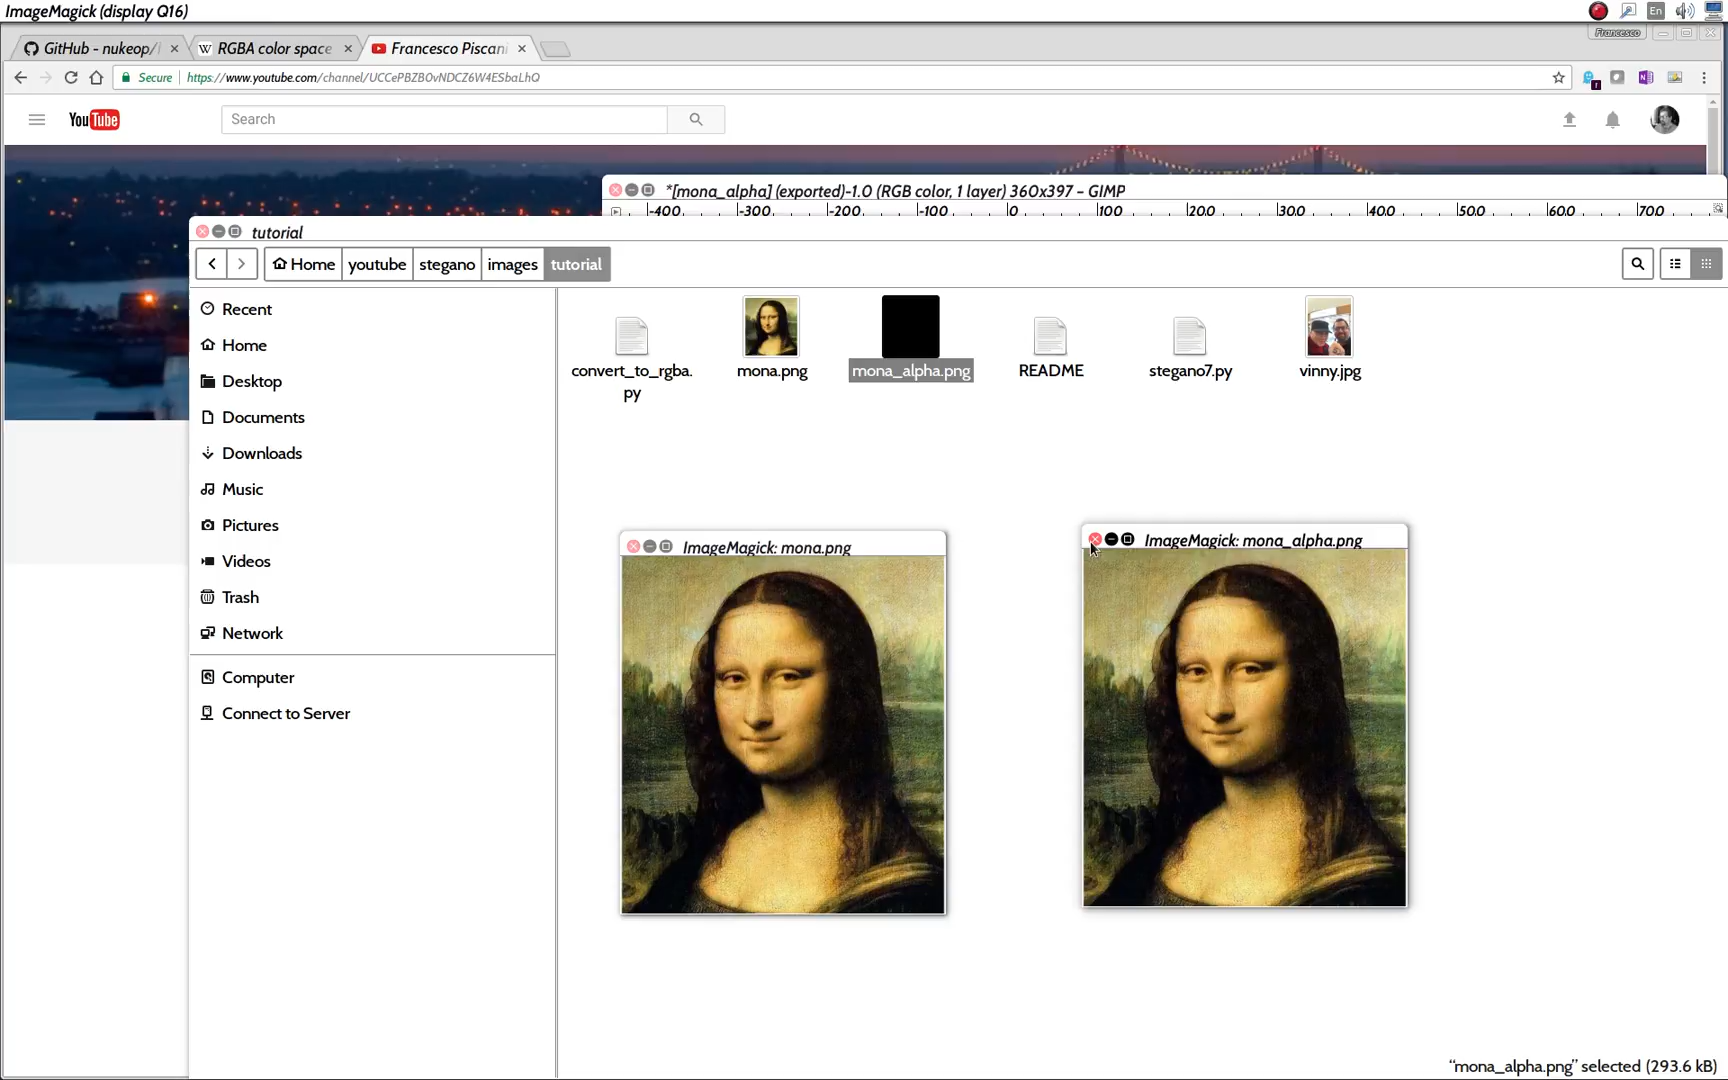 ImageMagick (display Q16)
En
GitHub - nukeop/
RGBA color space
Francesco Piscani
Francesco
Secure
https://www.youtube.com/channel/UCCePBZBOvNDCZ6W4ESbaLhQ
YouTube
Search
*[mona_alpha] (exported)-1.0 (RGB color, 1 layer) 360x397 – GIMP
-400 -300 -200 -100 0 100 200 300 400 500 600 700
tutorial
Home youtube stegano images tutorial
Recent
Home
Desktop
Documents
Downloads
Music
Pictures
Videos
Trash
Network
Computer
Connect to Server
convert_to_rgba.
py
mona.png
mona_alpha.png
README
stegano7.py
vinny.jpg
ImageMagick: mona.png
ImageMagick: mona_alpha.png
“mona_alpha.png” selected (293.6 kB)